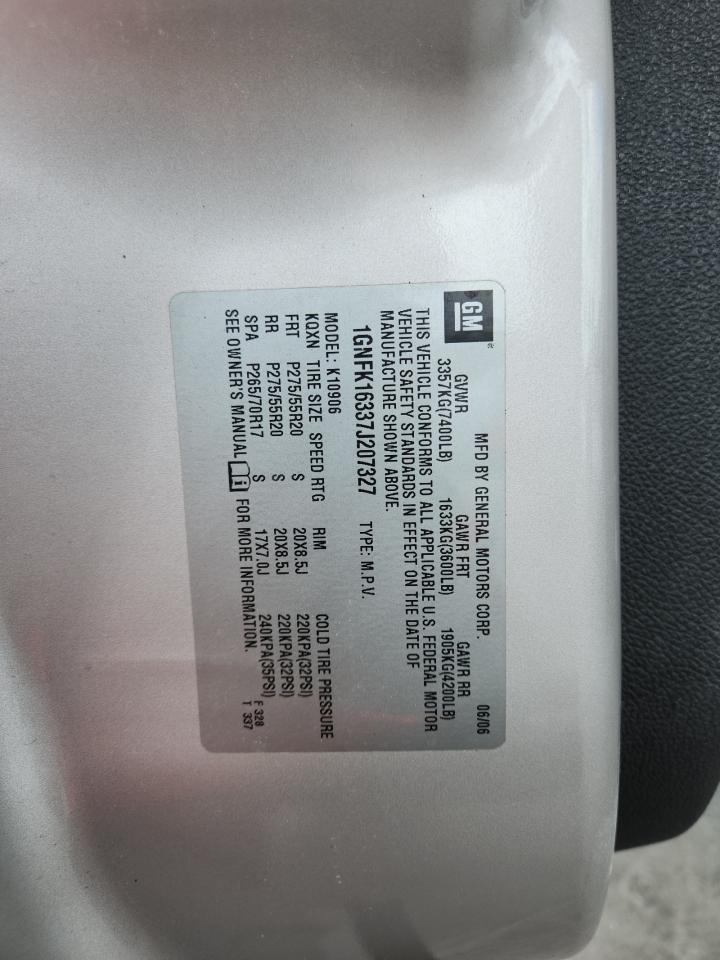 GM
MFD BY GENERAL MOTORS CORP. 06/06
GVWR GAWR FRT GAWR RR
3357KG(7400LB) 1633KG(3600LB) 1905KG(4200LB)
THIS VEHICLE CONFORMS TO ALL APPLICABLE U.S. FEDERAL MOTOR
VEHICLE SAFETY STANDARDS IN EFFECT ON THE DATE OF
MANUFACTURE SHOWN ABOVE.
1GNFK16337J207327 TYPE: M.P.V.
MODEL: K10906
KQXN TIRE SIZE SPEED RTG RIM COLD TIRE PRESSURE
FRT P275/55R20 S 20X8.5J 220KPA(32PSI)
RR P275/55R20 S 20X8.5J 220KPA(32PSI)
SPA P265/70R17 S 17X7.0J 240KPA(35PSI)
SEE OWNER'S MANUAL i FOR MORE INFORMATION.
F 328
T 337